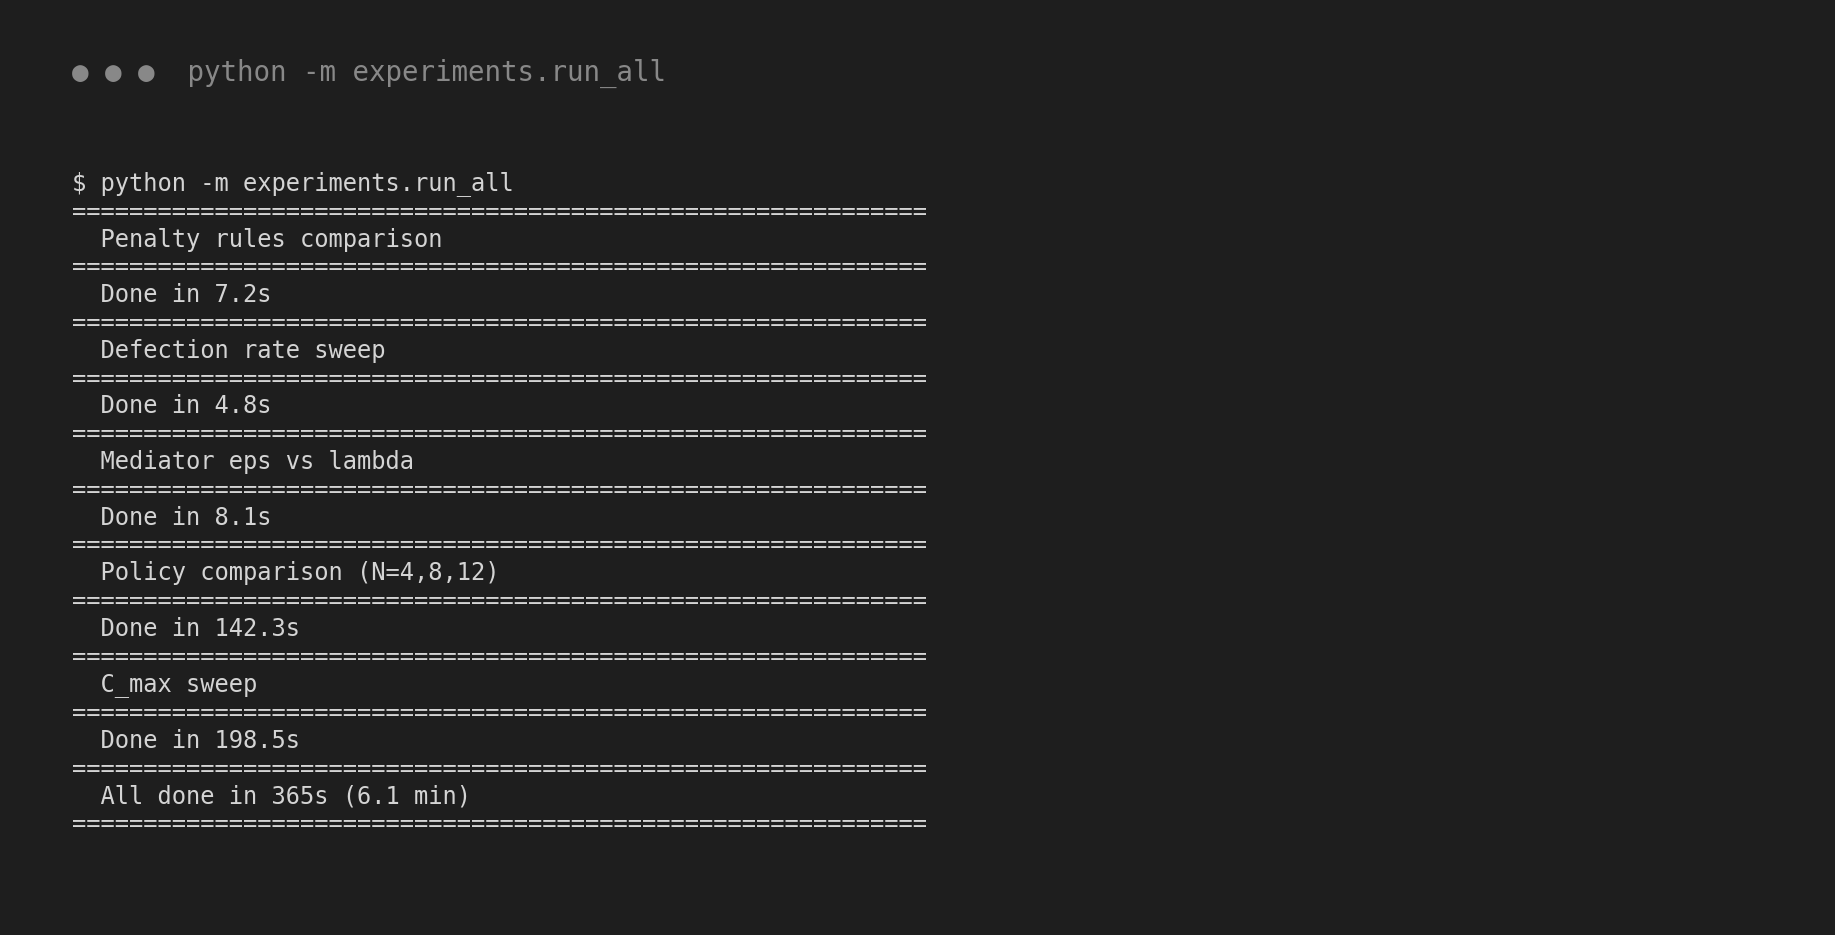 ● ● ● python -m experiments.run_all
$ python -m experiments.run_all
============================================================
  Penalty rules comparison
============================================================
  Done in 7.2s
============================================================
  Defection rate sweep
============================================================
  Done in 4.8s
============================================================
  Mediator eps vs lambda
============================================================
  Done in 8.1s
============================================================
  Policy comparison (N=4,8,12)
============================================================
  Done in 142.3s
============================================================
  C_max sweep
============================================================
  Done in 198.5s
============================================================
  All done in 365s (6.1 min)
============================================================